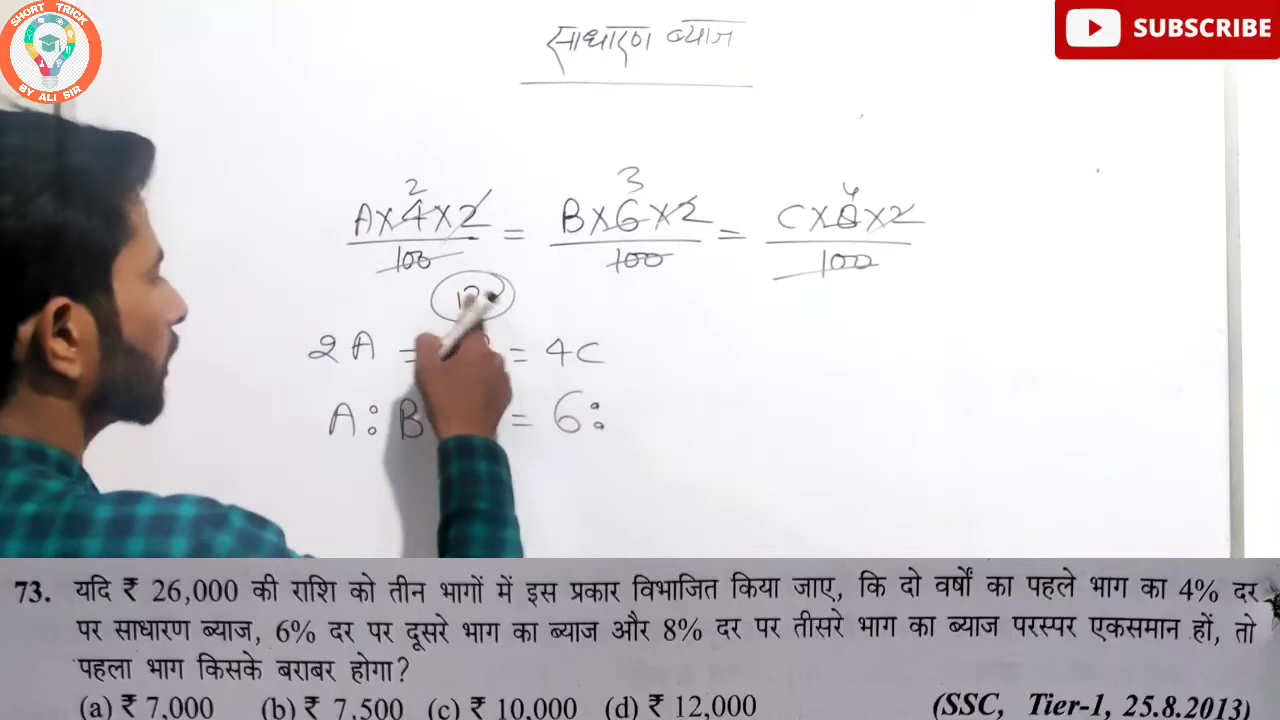 SHORT TRICK
BY ALI SIR
SUBSCRIBE
साधारण ब्याज
2 3 4
A×4×2/100 = B×6×2/100 = C×8×2/100
2A = = 4C
A : B = 6 :
73. यदि ₹ 26,000 की राशि को तीन भागों में इस प्रकार विभाजित किया जाए, कि दो वर्षों का पहले भाग का 4% दर
पर साधारण ब्याज, 6% दर पर दूसरे भाग का ब्याज और 8% दर पर तीसरे भाग का ब्याज परस्पर एकसमान हों, तो
पहला भाग किसके बराबर होगा?
(a) ₹ 7,000 (b) ₹ 7,500 (c) ₹ 10,000 (d) ₹ 12,000 (SSC, Tier-1, 25.8.2013)